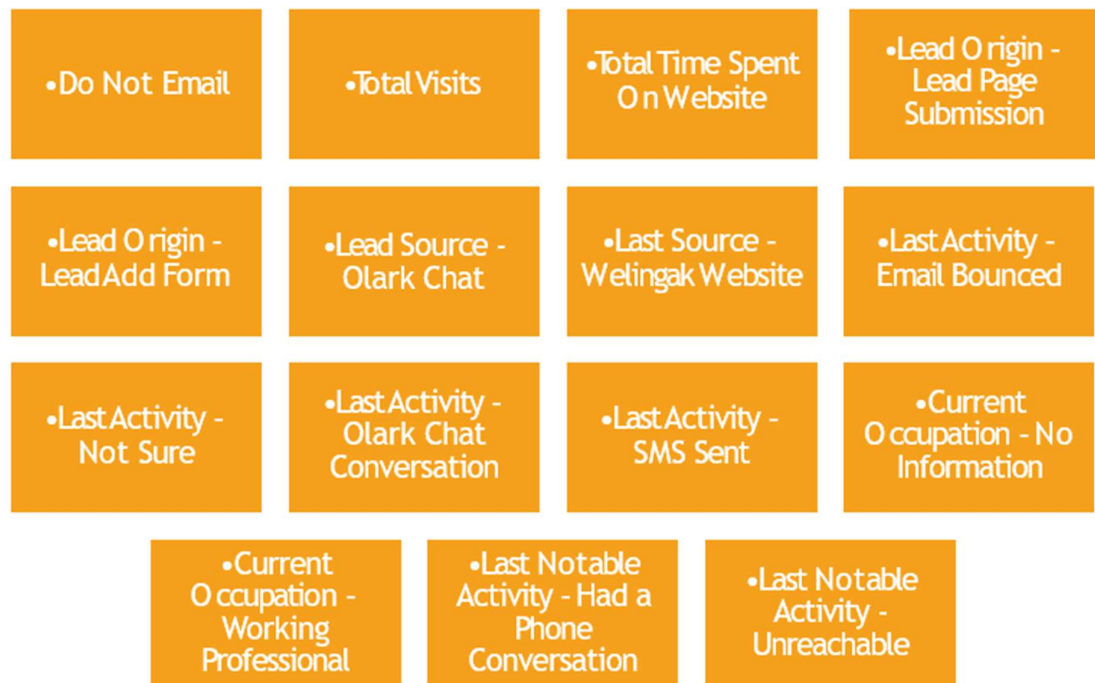 •Do Not Email
•Total Visits
•Total Time Spent
On Website
•Lead Origin -
Lead Page
Submission
•Lead Origin -
Lead Add Form
•Lead Source -
Olark Chat
•Last Source -
Welingak Website
•Last Activity -
Email Bounced
•Last Activity -
Not Sure
•Last Activity -
Olark Chat
Conversation
•Last Activity -
SMS Sent
•Current
Occupation - No
Information
•Current
Occupation -
Working
Professional
•Last Notable
Activity - Had a
Phone
Conversation
•Last Notable
Activity -
Unreachable